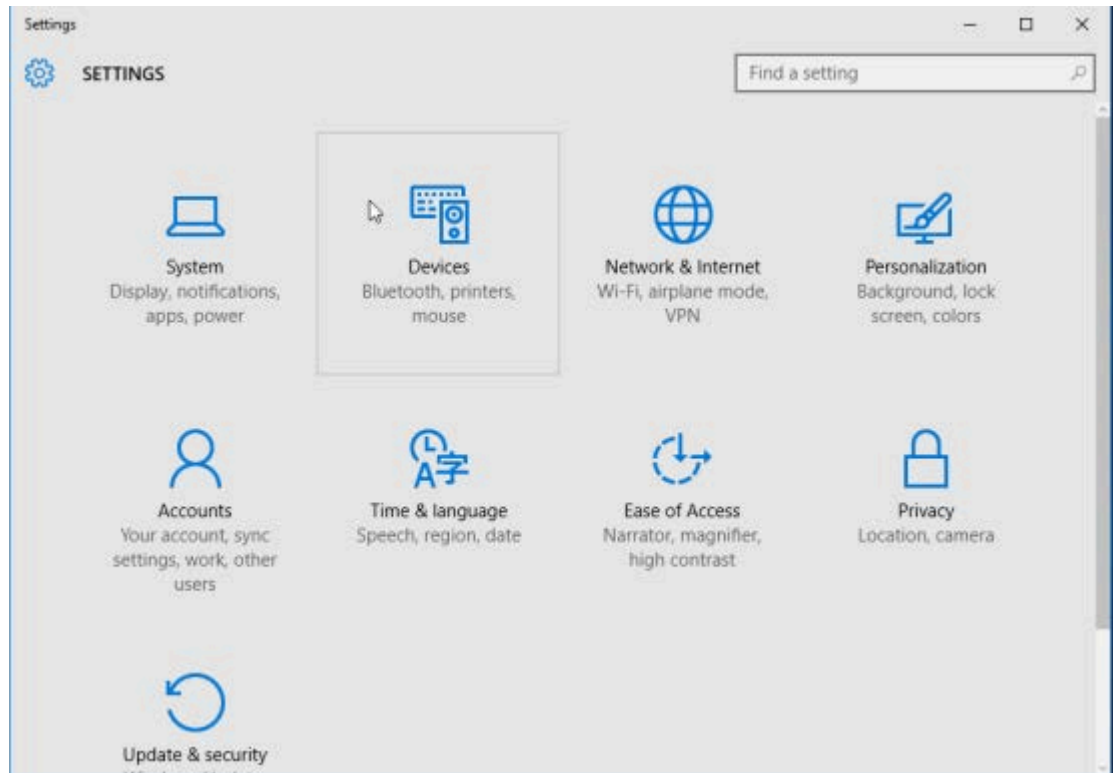 Settings
SETTINGS
Find a setting
System
Display, notifications,
apps, power
Devices
Bluetooth, printers,
mouse
Network & Internet
Wi-Fi, airplane mode,
VPN
Personalization
Background, lock
screen, colors
Accounts
Your account, sync
settings, work, other
users
Time & language
Speech, region, date
Ease of Access
Narrator, magnifier,
high contrast
Privacy
Location, camera
Update & security